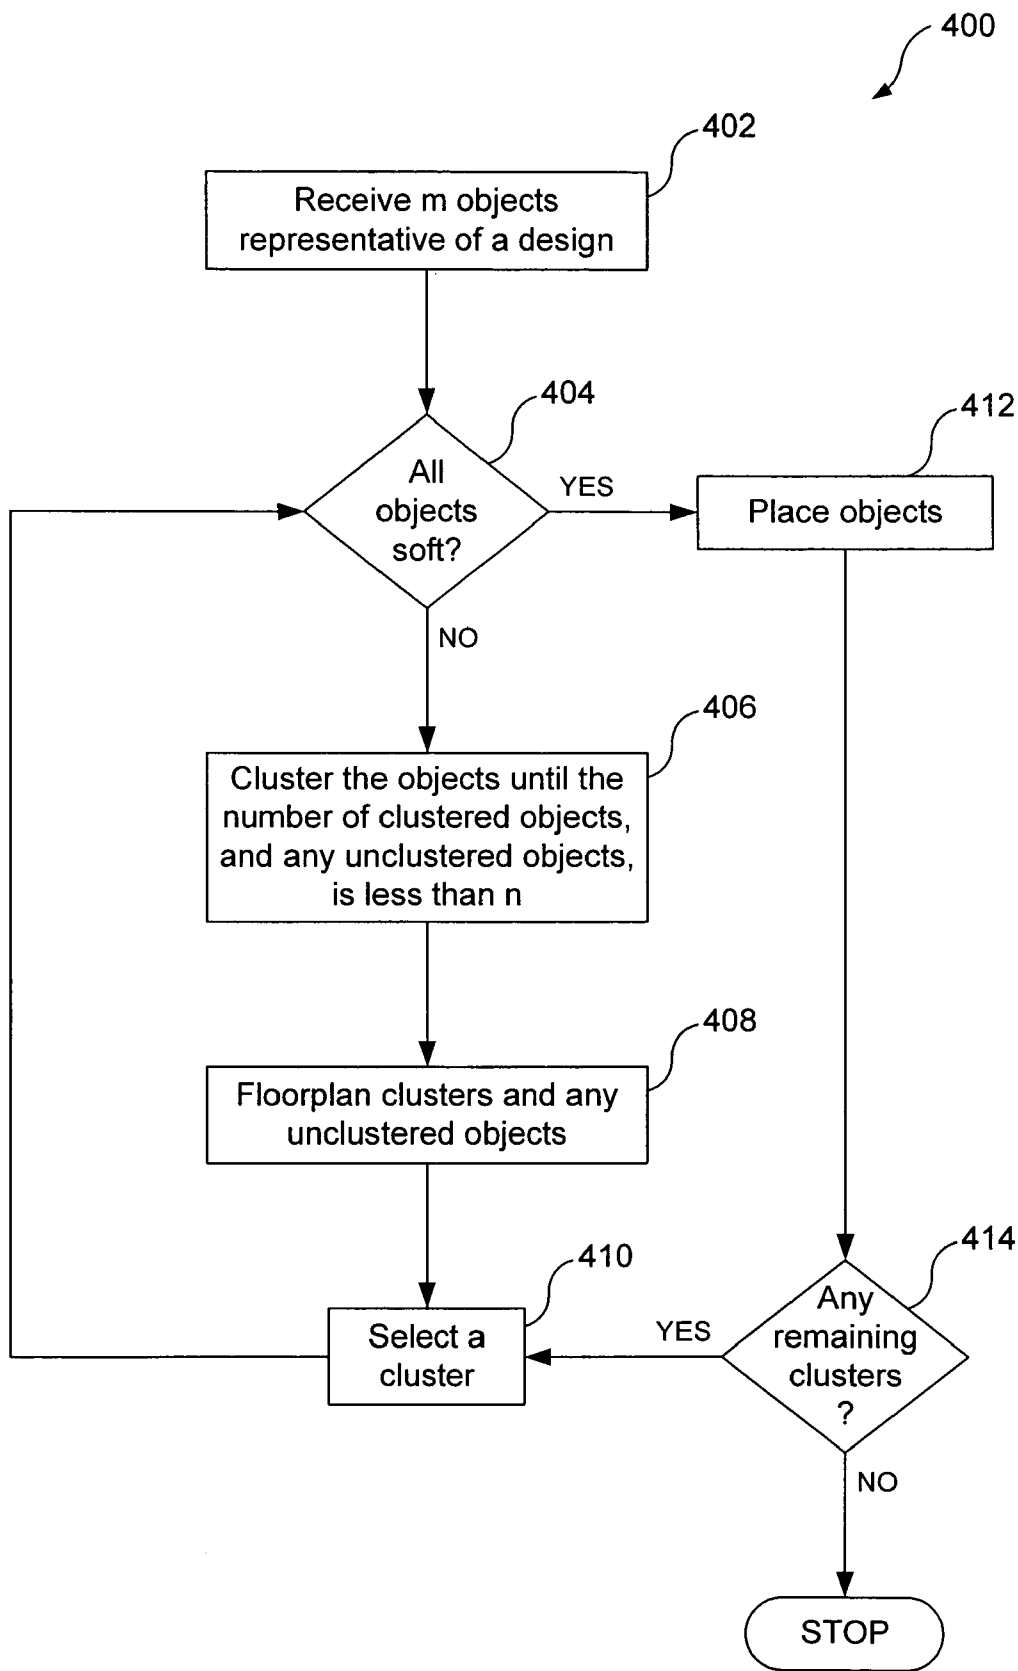 400
402
Receive m objects
representative of a design
404
All
objects
soft?
YES
412
Place objects
NO
406
Cluster the objects until the
number of clustered objects,
and any unclustered objects,
is less than n
408
Floorplan clusters and any
unclustered objects
410
Select a
cluster
414
Any
remaining
clusters
?
YES
NO
STOP